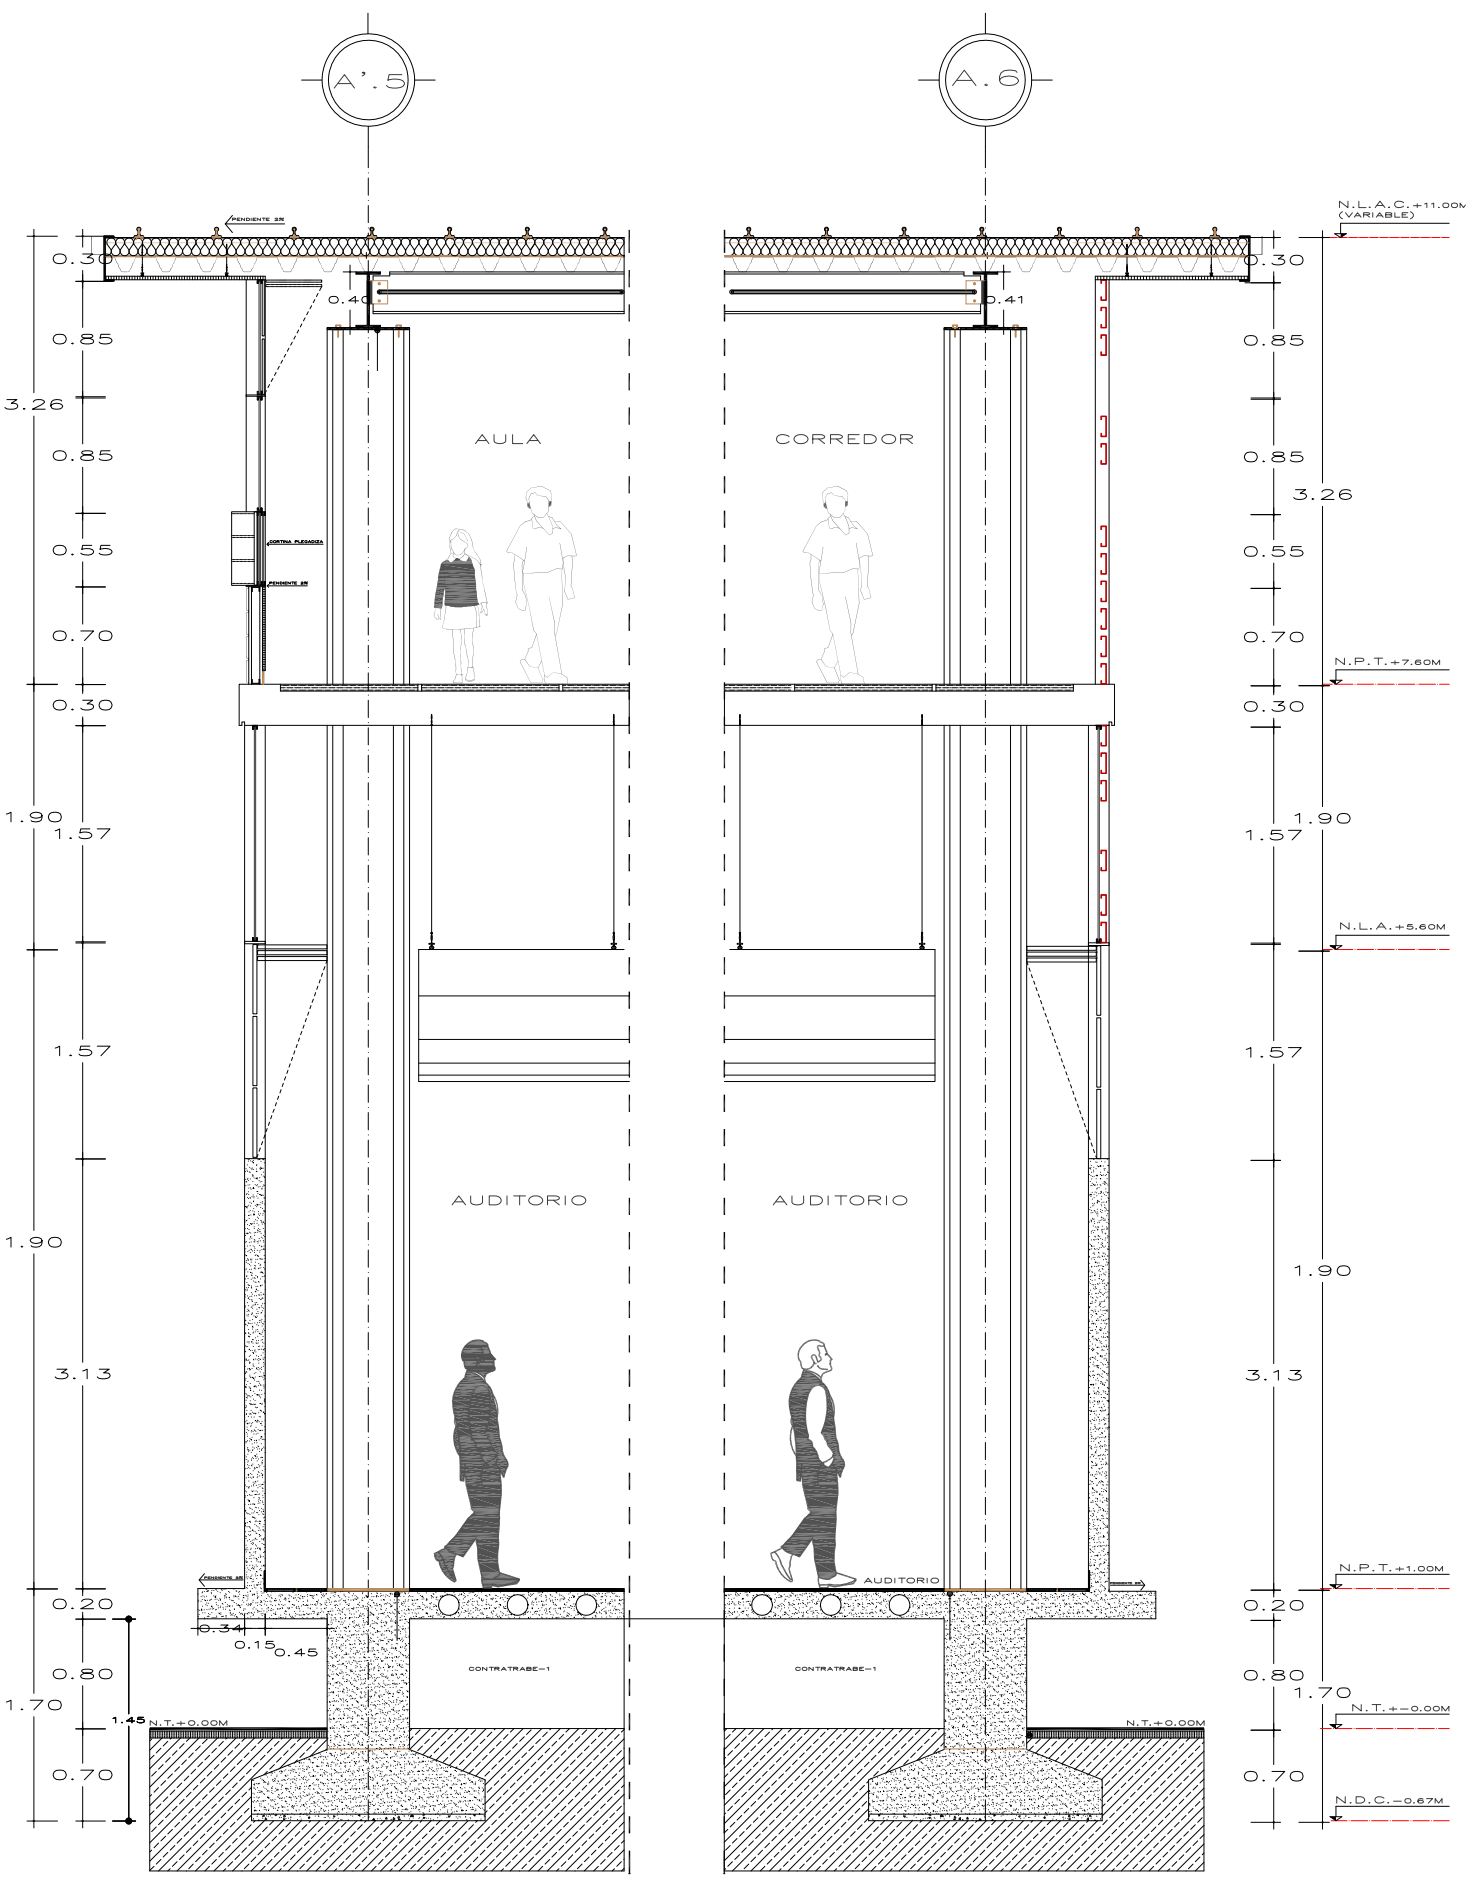 A'.5
A.6
N.L.A.C.+11.00M
(VARIABLE)
PENDIENTE 2%
0.30
0.30
0.40
0.41
0.85
0.85
3.26
AULA
CORREDOR
0.85
0.85
3.26
0.55
CORTINA PLEGADIZA
0.55
PENDIENTE 2%
0.70
0.70
N.P.T.+7.60M
0.30
0.30
1.90
1.57
1.57
1.90
N.L.A.+5.60M
1.57
1.57
AUDITORIO
AUDITORIO
1.90
1.90
3.13
3.13
N.P.T.+1.00M
AUDITORIO
0.20
0.20
0.34
0.15
0.45
0.80
CONTRATRABE-1
CONTRATRABE-1
0.80
1.70
1.70
1.45
N.T.+0.00M
N.T.+0.00M
N.T.+-0.00M
0.70
0.70
N.D.C.-0.67M